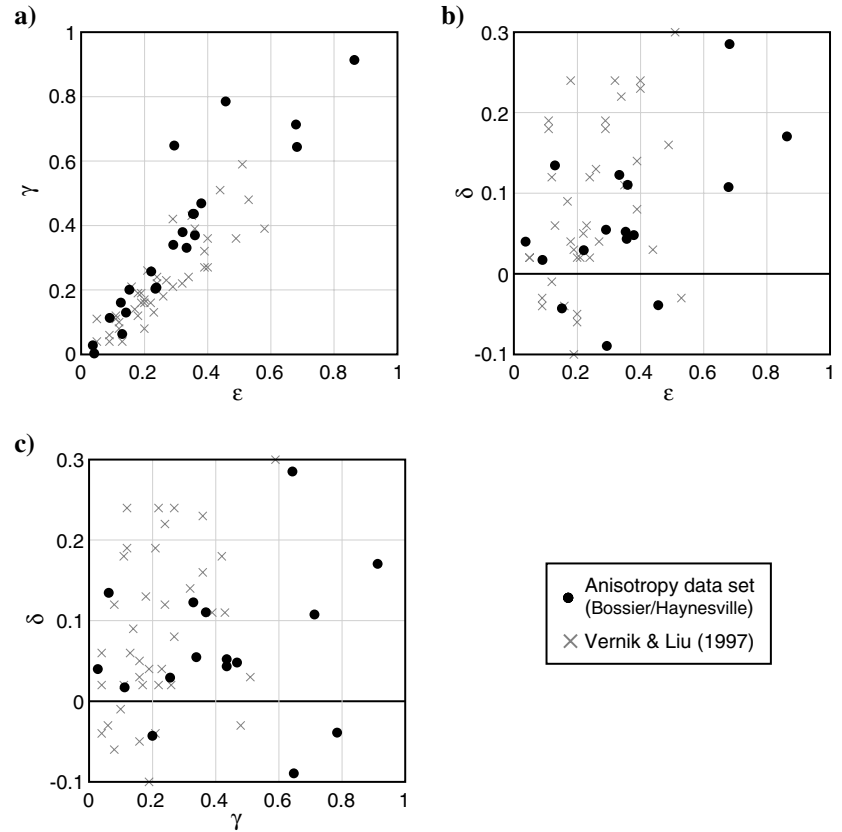 a)
1
0.8
0.6
0.4
0.2
0
γ
0.2
0.4
0.6
0.8
1
ε
b)
0.3
0.2
0.1
0
-0.1
δ
0
0.2
0.4
0.6
0.8
1
ε
c)
0.3
0.2
0.1
0
-0.1
δ
0
0.2
0.4
0.6
0.8
1
γ
Anisotropy data set
(Bossier/Haynesville)
Vernik & Liu (1997)